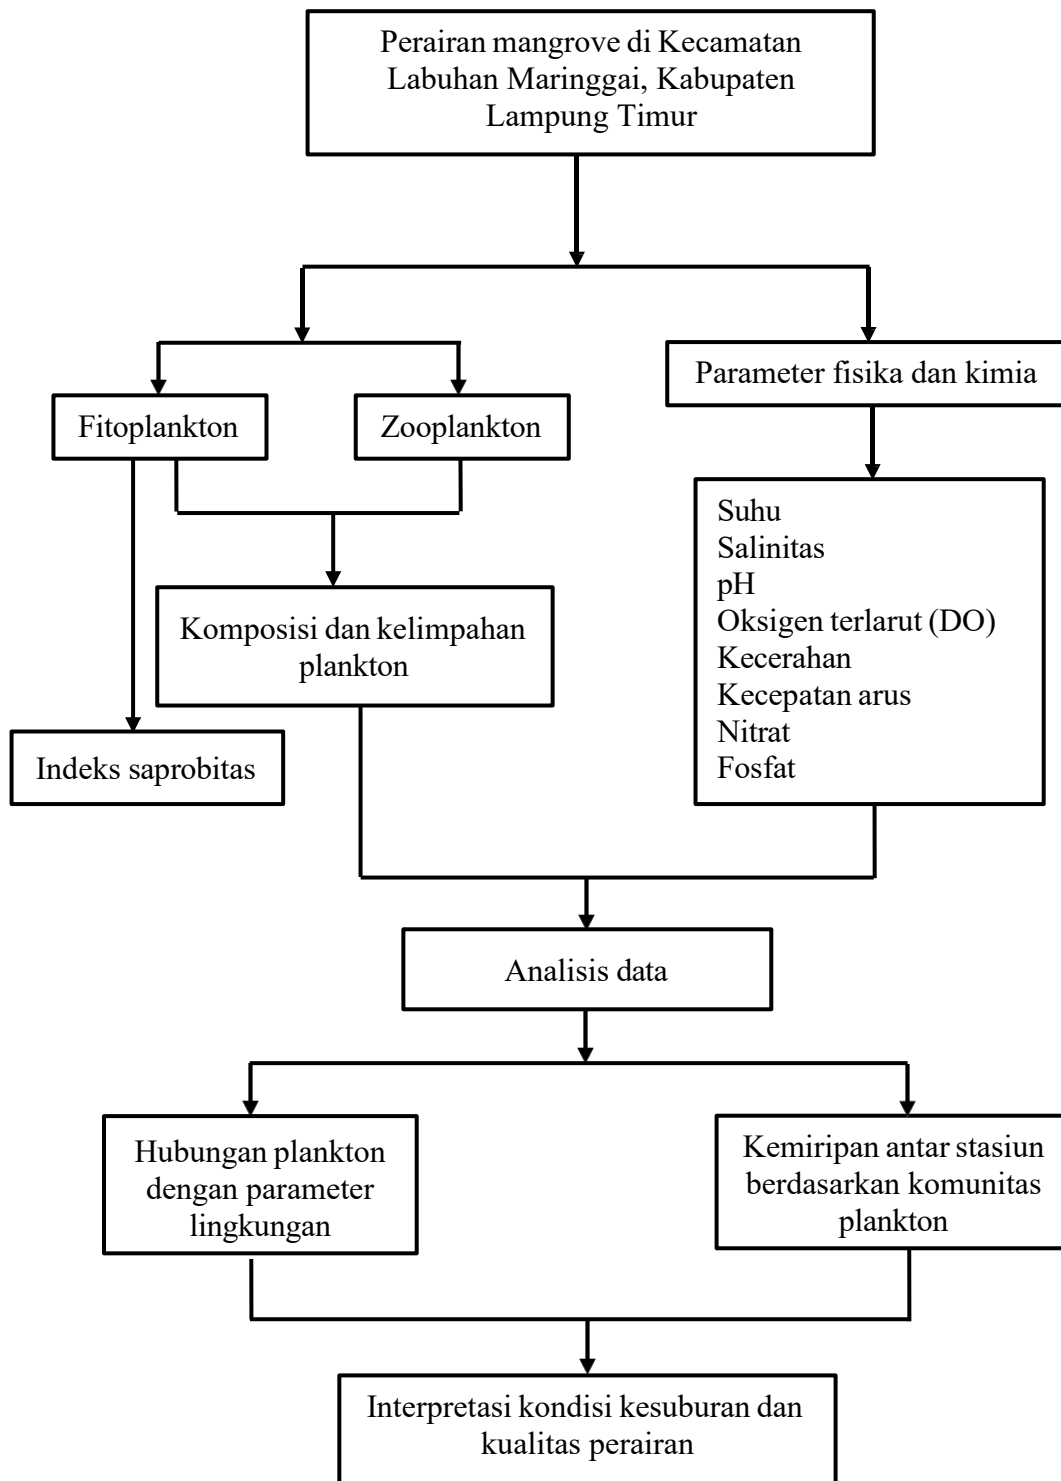 Perairan mangrove di Kecamatan
Labuhan Maringgai, Kabupaten
Lampung Timur
Parameter fisika dan kimia
Fitoplankton
Zooplankton
Suhu
Salinitas
pH
Oksigen terlarut (DO)
Kecerahan
Kecepatan arus
Nitrat
Fosfat
Komposisi dan kelimpahan
plankton
Indeks saprobitas
Analisis data
Hubungan plankton
dengan parameter
lingkungan
Kemiripan antar stasiun
berdasarkan komunitas
plankton
Interpretasi kondisi kesuburan dan
kualitas perairan